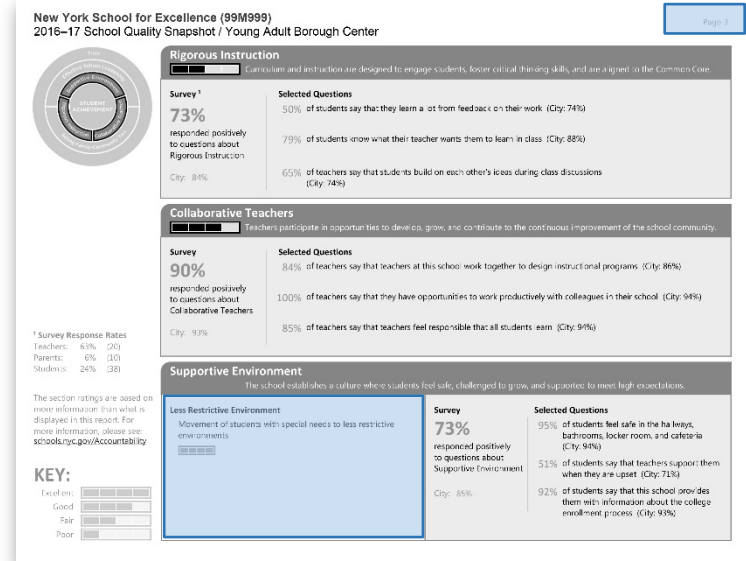 New York School for Excellence (99M999)
2016–17 School Quality Snapshot / Young Adult Borough Center
Page 3
STUDENT
ACHIEVEMENT
Rigorous Instruction
Curriculum and instruction are designed to engage students, foster critical thinking skills, and are aligned to the Common Core.
Survey ¹
73%
responded positively
to questions about
Rigorous Instruction
City: 84%
Selected Questions
50% of students say that they learn a lot from feedback on their work (City: 74%)
79% of students know what their teacher wants them to learn in class (City: 88%)
65% of teachers say that students build on each other's ideas during class discussions
(City: 74%)
Collaborative Teachers
Teachers participate in opportunities to develop, grow, and contribute to the continuous improvement of the school community.
Survey
90%
responded positively
to questions about
Collaborative Teachers
City: 93%
Selected Questions
84% of teachers say that teachers at this school work together to design instructional programs (City: 86%)
100% of teachers say that they have opportunities to work productively with colleagues in their school (City: 94%)
85% of teachers say that teachers feel responsible that all students learn (City: 94%)
¹ Survey Response Rates
Teachers: 63% (20)
Parents: 6% (10)
Students: 24% (38)
The section ratings are based on
more information than what is
displayed in this report. For
more information, please see:
schools.nyc.gov/Accountability
KEY:
Excellent
Good
Fair
Poor
Supportive Environment
The school establishes a culture where students feel safe, challenged to grow, and supported to meet high expectations.
Less Restrictive Environment
Movement of students with special needs to less restrictive
environments
Survey
73%
responded positively
to questions about
Supportive Environment
City: 85%
Selected Questions
95% of students feel safe in the hallways,
bathrooms, locker room, and cafeteria
(City: 94%)
51% of students say that teachers support them
when they are upset (City: 71%)
92% of students say that this school provides
them with information about the college
enrollment process (City: 93%)